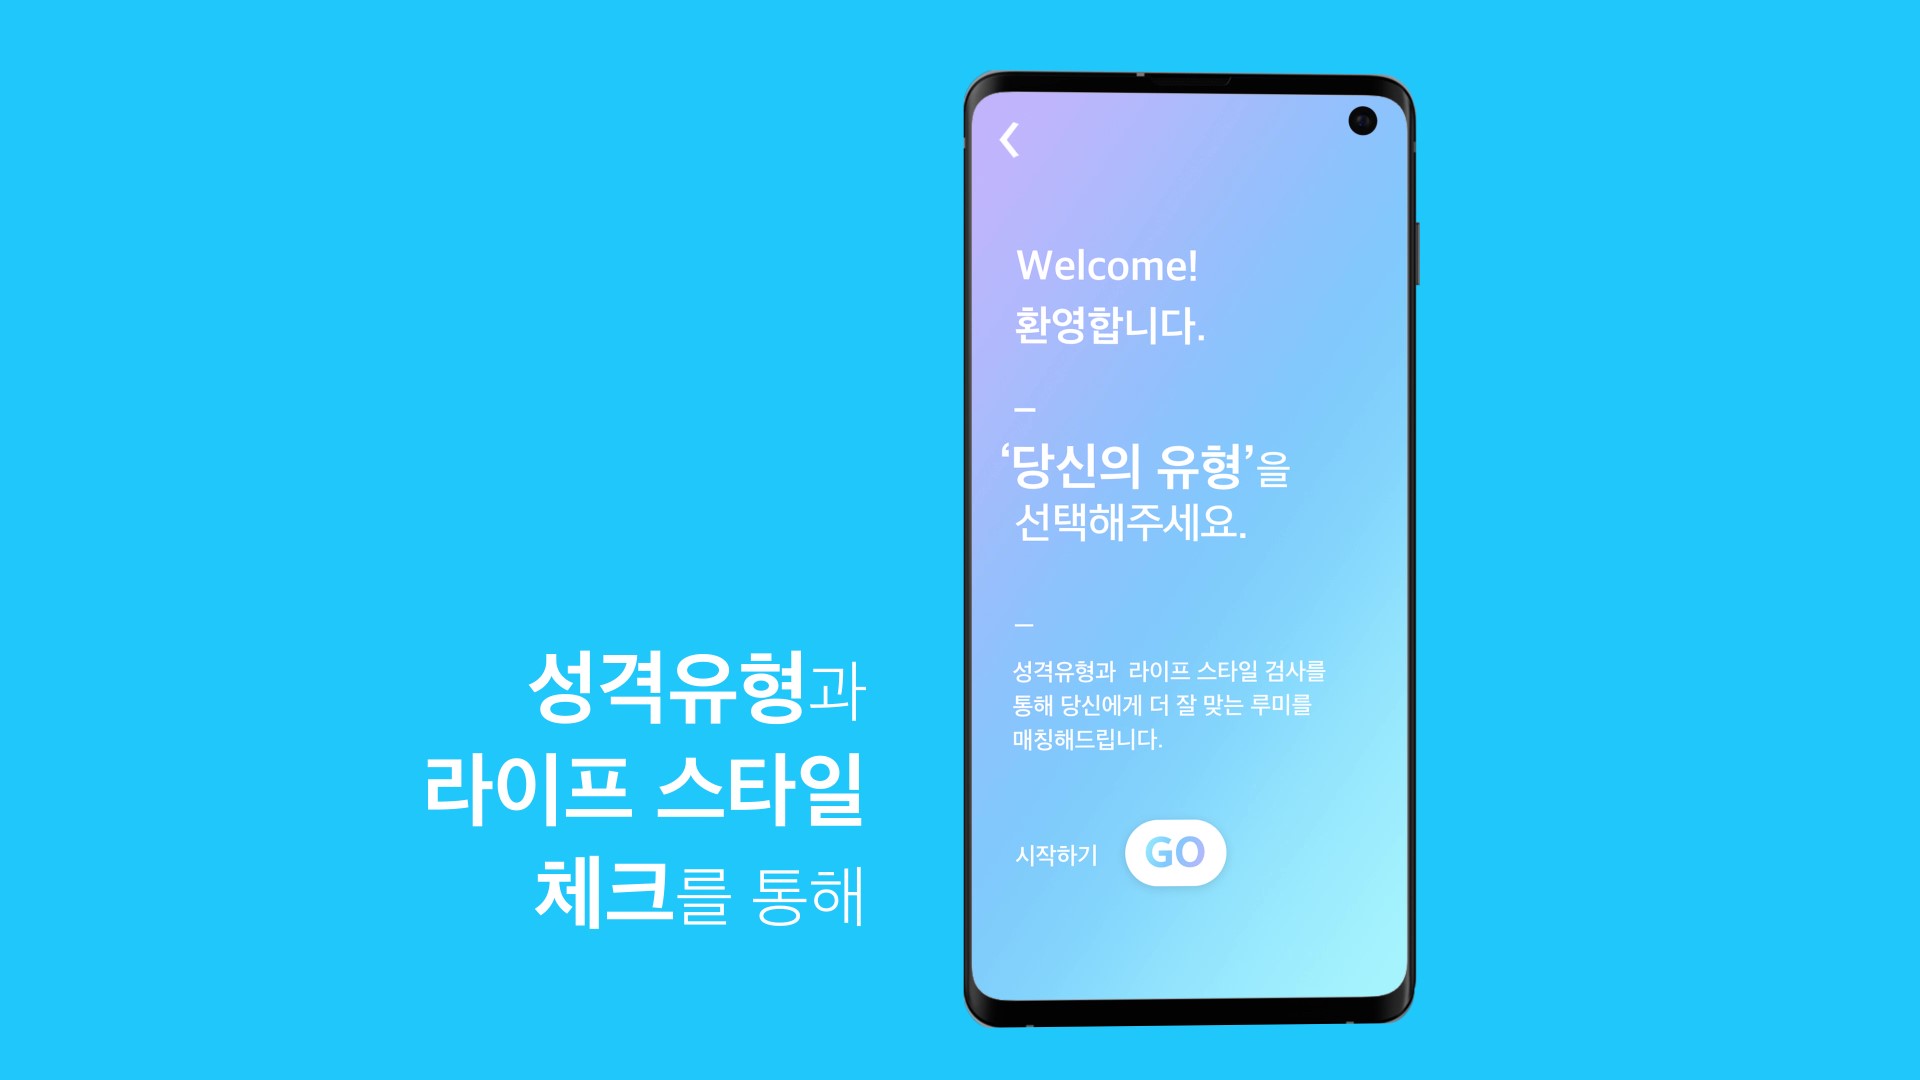 성격유형과
라이프 스타일
체크를 통해
Welcome!
환영합니다.
‘당신의 유형’을
선택해주세요.
성격유형과 라이프 스타일 검사를
통해 당신에게 더 잘 맞는 루미를
매칭해드립니다.
시작하기 GO